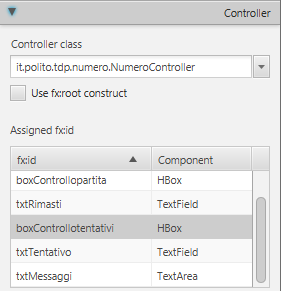 Controller
Controller class
it.polito.tdp.numero.NumeroController
Use fx:root construct
Assigned fx:id
fx:id Component
boxControllopartita HBox
txtRimasti TextField
boxControllotentativi HBox
txtTentativo TextField
txtMessaggi TextArea